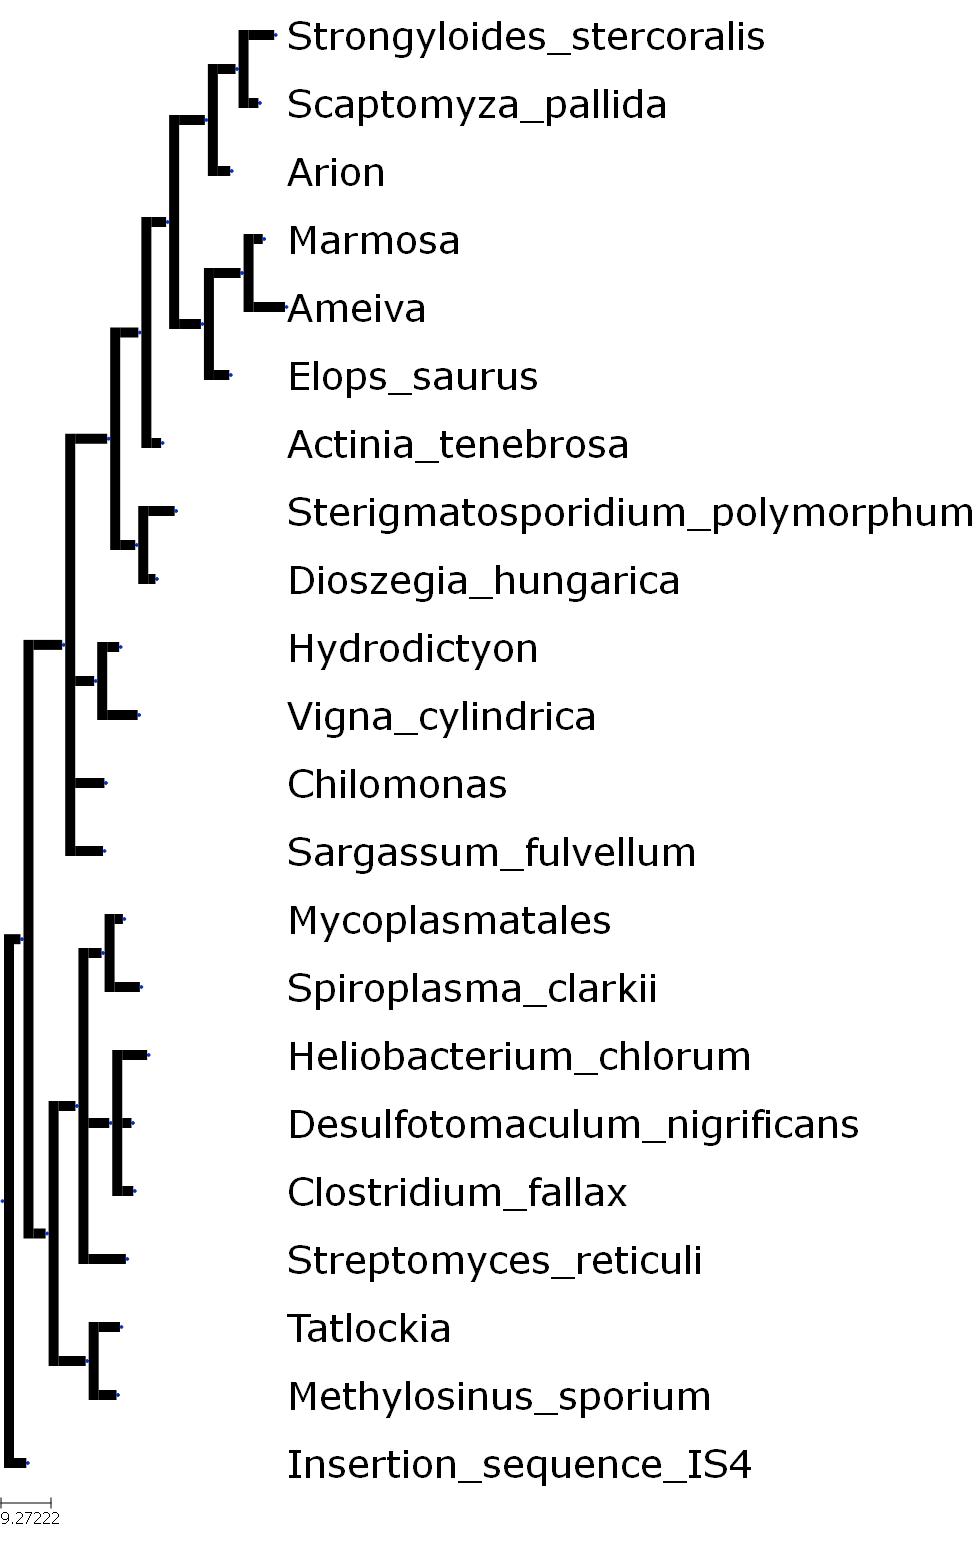 Strongyloides_stercoralis
Scaptomyza_pallida
Arion
Marmosa
Ameiva
Elops_saurus
Actinia_tenebrosa
Sterigmatosporidium_polymorphum
Dioszegia_hungarica
Hydrodictyon
Vigna_cylindrica
Chilomonas
Sargassum_fulvellum
Mycoplasmatales
Spiroplasma_clarkii
Heliobacterium_chlorum
Desulfotomaculum_nigrificans
Clostridium_fallax
Streptomyces_reticuli
Tatlockia
Methylosinus_sporium
Insertion_sequence_IS4
9.27222